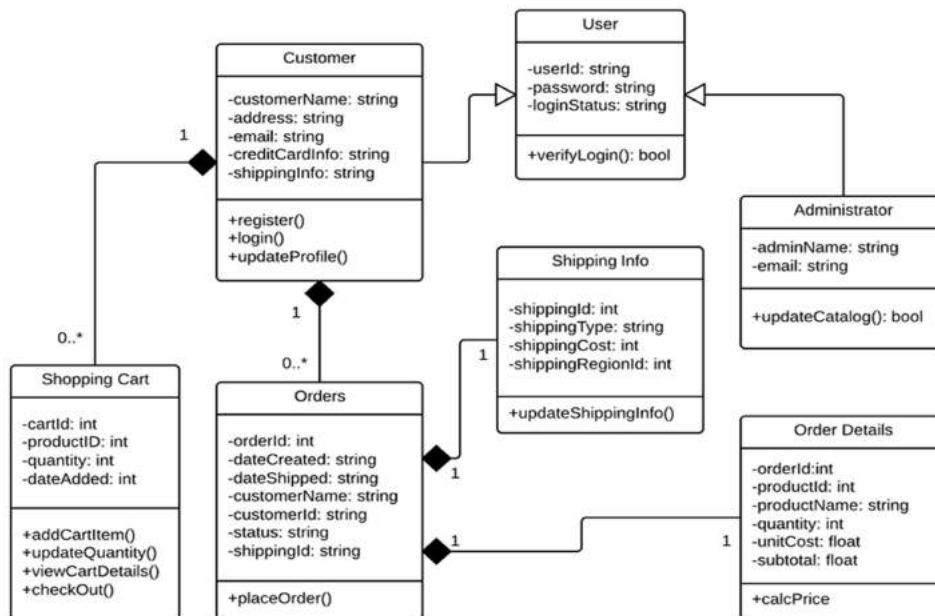 User
-userId: string
-password: string
-loginStatus: string
+verifyLogin(): bool
Customer
-customerName: string
-address: string
-email: string
-creditCardInfo: string
-shippingInfo: string
+register()
+login()
+updateProfile()
1
1
0..*
0..*
Administrator
-adminName: string
-email: string
+updateCatalog(): bool
Shipping Info
-shippingId: int
-shippingType: string
-shippingCost: int
-shippingRegionId: int
+updateShippingInfo()
1
1
Shopping Cart
-cartId: int
-productID: int
-quantity: int
-dateAdded: int
+addCartItem()
+updateQuantity()
+viewCartDetails()
+checkOut()
Orders
-orderId: int
-dateCreated: string
-dateShipped: string
-customerName: string
-customerId: string
-status: string
-shippingId: string
+placeOrder()
1
1
Order Details
-orderId:int
-productId: int
-productName: string
-quantity: int
-unitCost: float
-subtotal: float
+calcPrice